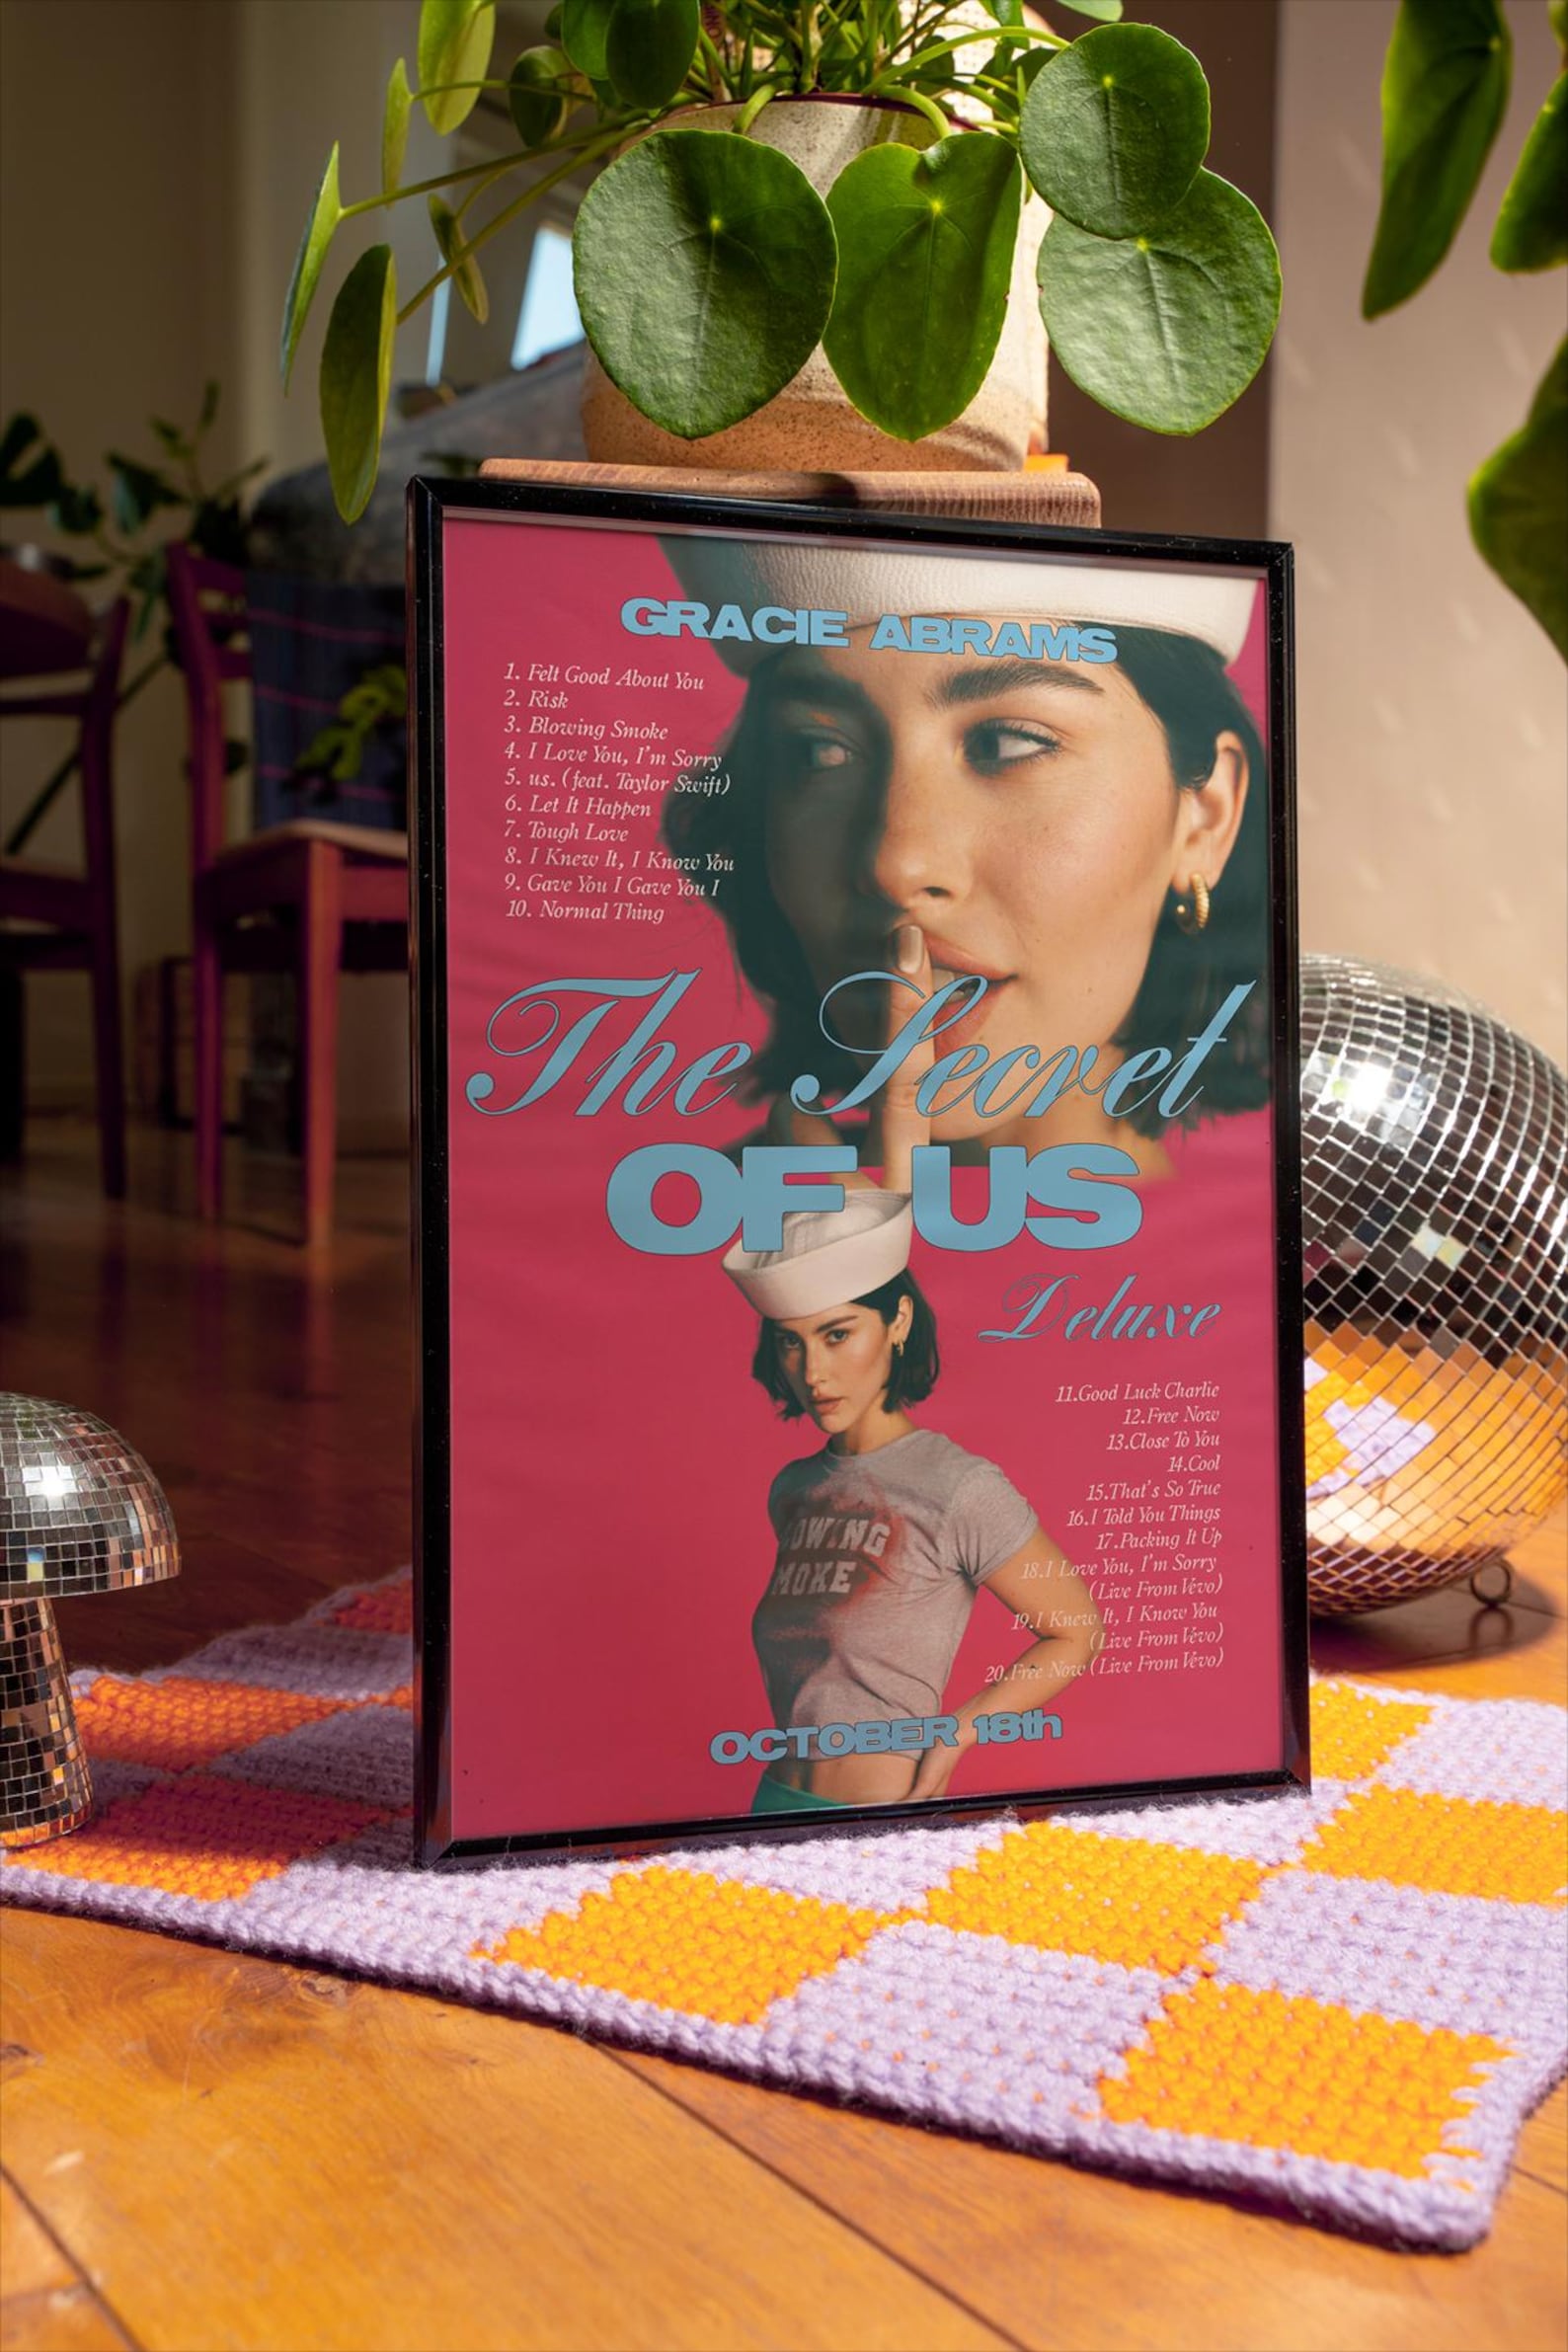 GRACIE ABRAMS
1. Felt Good About You
2. Risk
3. Blowing Smoke
4. I Love You, I'm Sorry
5. us. (feat. Taylor Swift)
6. Let It Happen
7. Tough Love
8. I Knew It, I Know You
9. Gave You I Gave You I
10. Normal Thing
The Secret
OF US
Deluxe
11.Good Luck Charlie
12.Free Now
13.Close To You
14.Cool
15.That's So True
16.I Told You Things
17.Packing It Up
18.I Love You, I'm Sorry
(Live From Vevo)
19.I Knew It, I Know You
(Live From Vevo)
20.Free Now (Live From Vevo)
OWING
MOKE
OCTOBER 18th